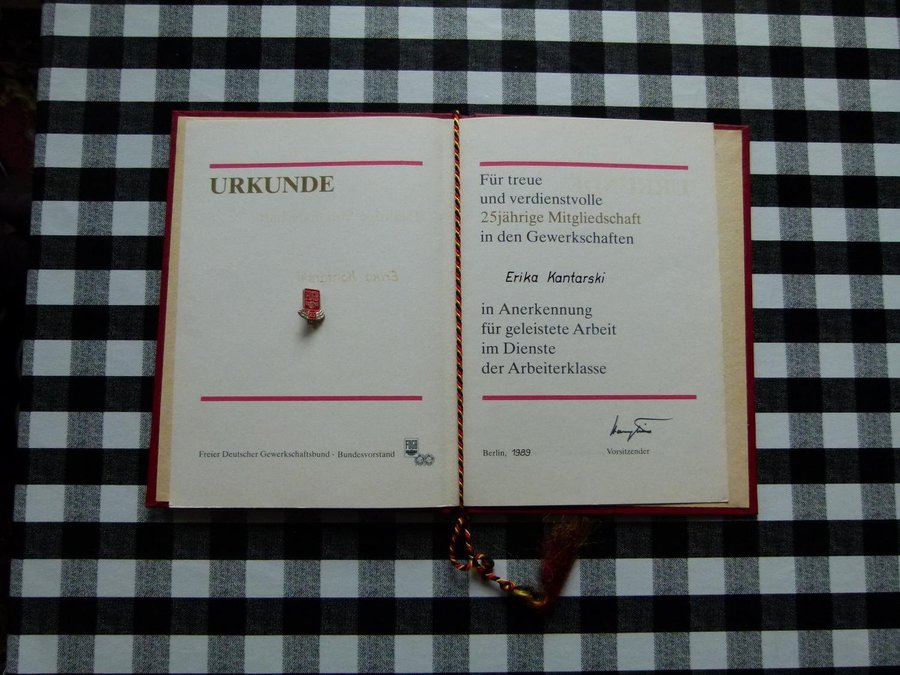 URKUNDE
Freier Deutscher Gewerkschaftsbund · Bundesvorstand
FDGB
Für treue
und verdienstvolle
25jährige Mitgliedschaft
in den Gewerkschaften
Erika Kantarski
in Anerkennung
für geleistete Arbeit
im Dienste
der Arbeiterklasse
Berlin, 1989
Vorsitzender